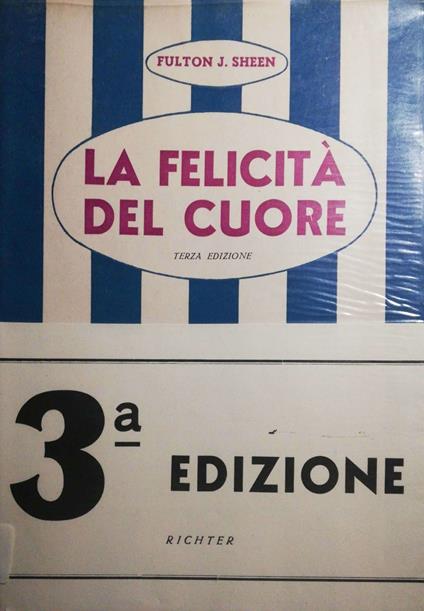 FULTON J. SHEEN
LA FELICITÀ
DEL CUORE
TERZA EDIZIONE
3ª
EDIZIONE
RICHTER